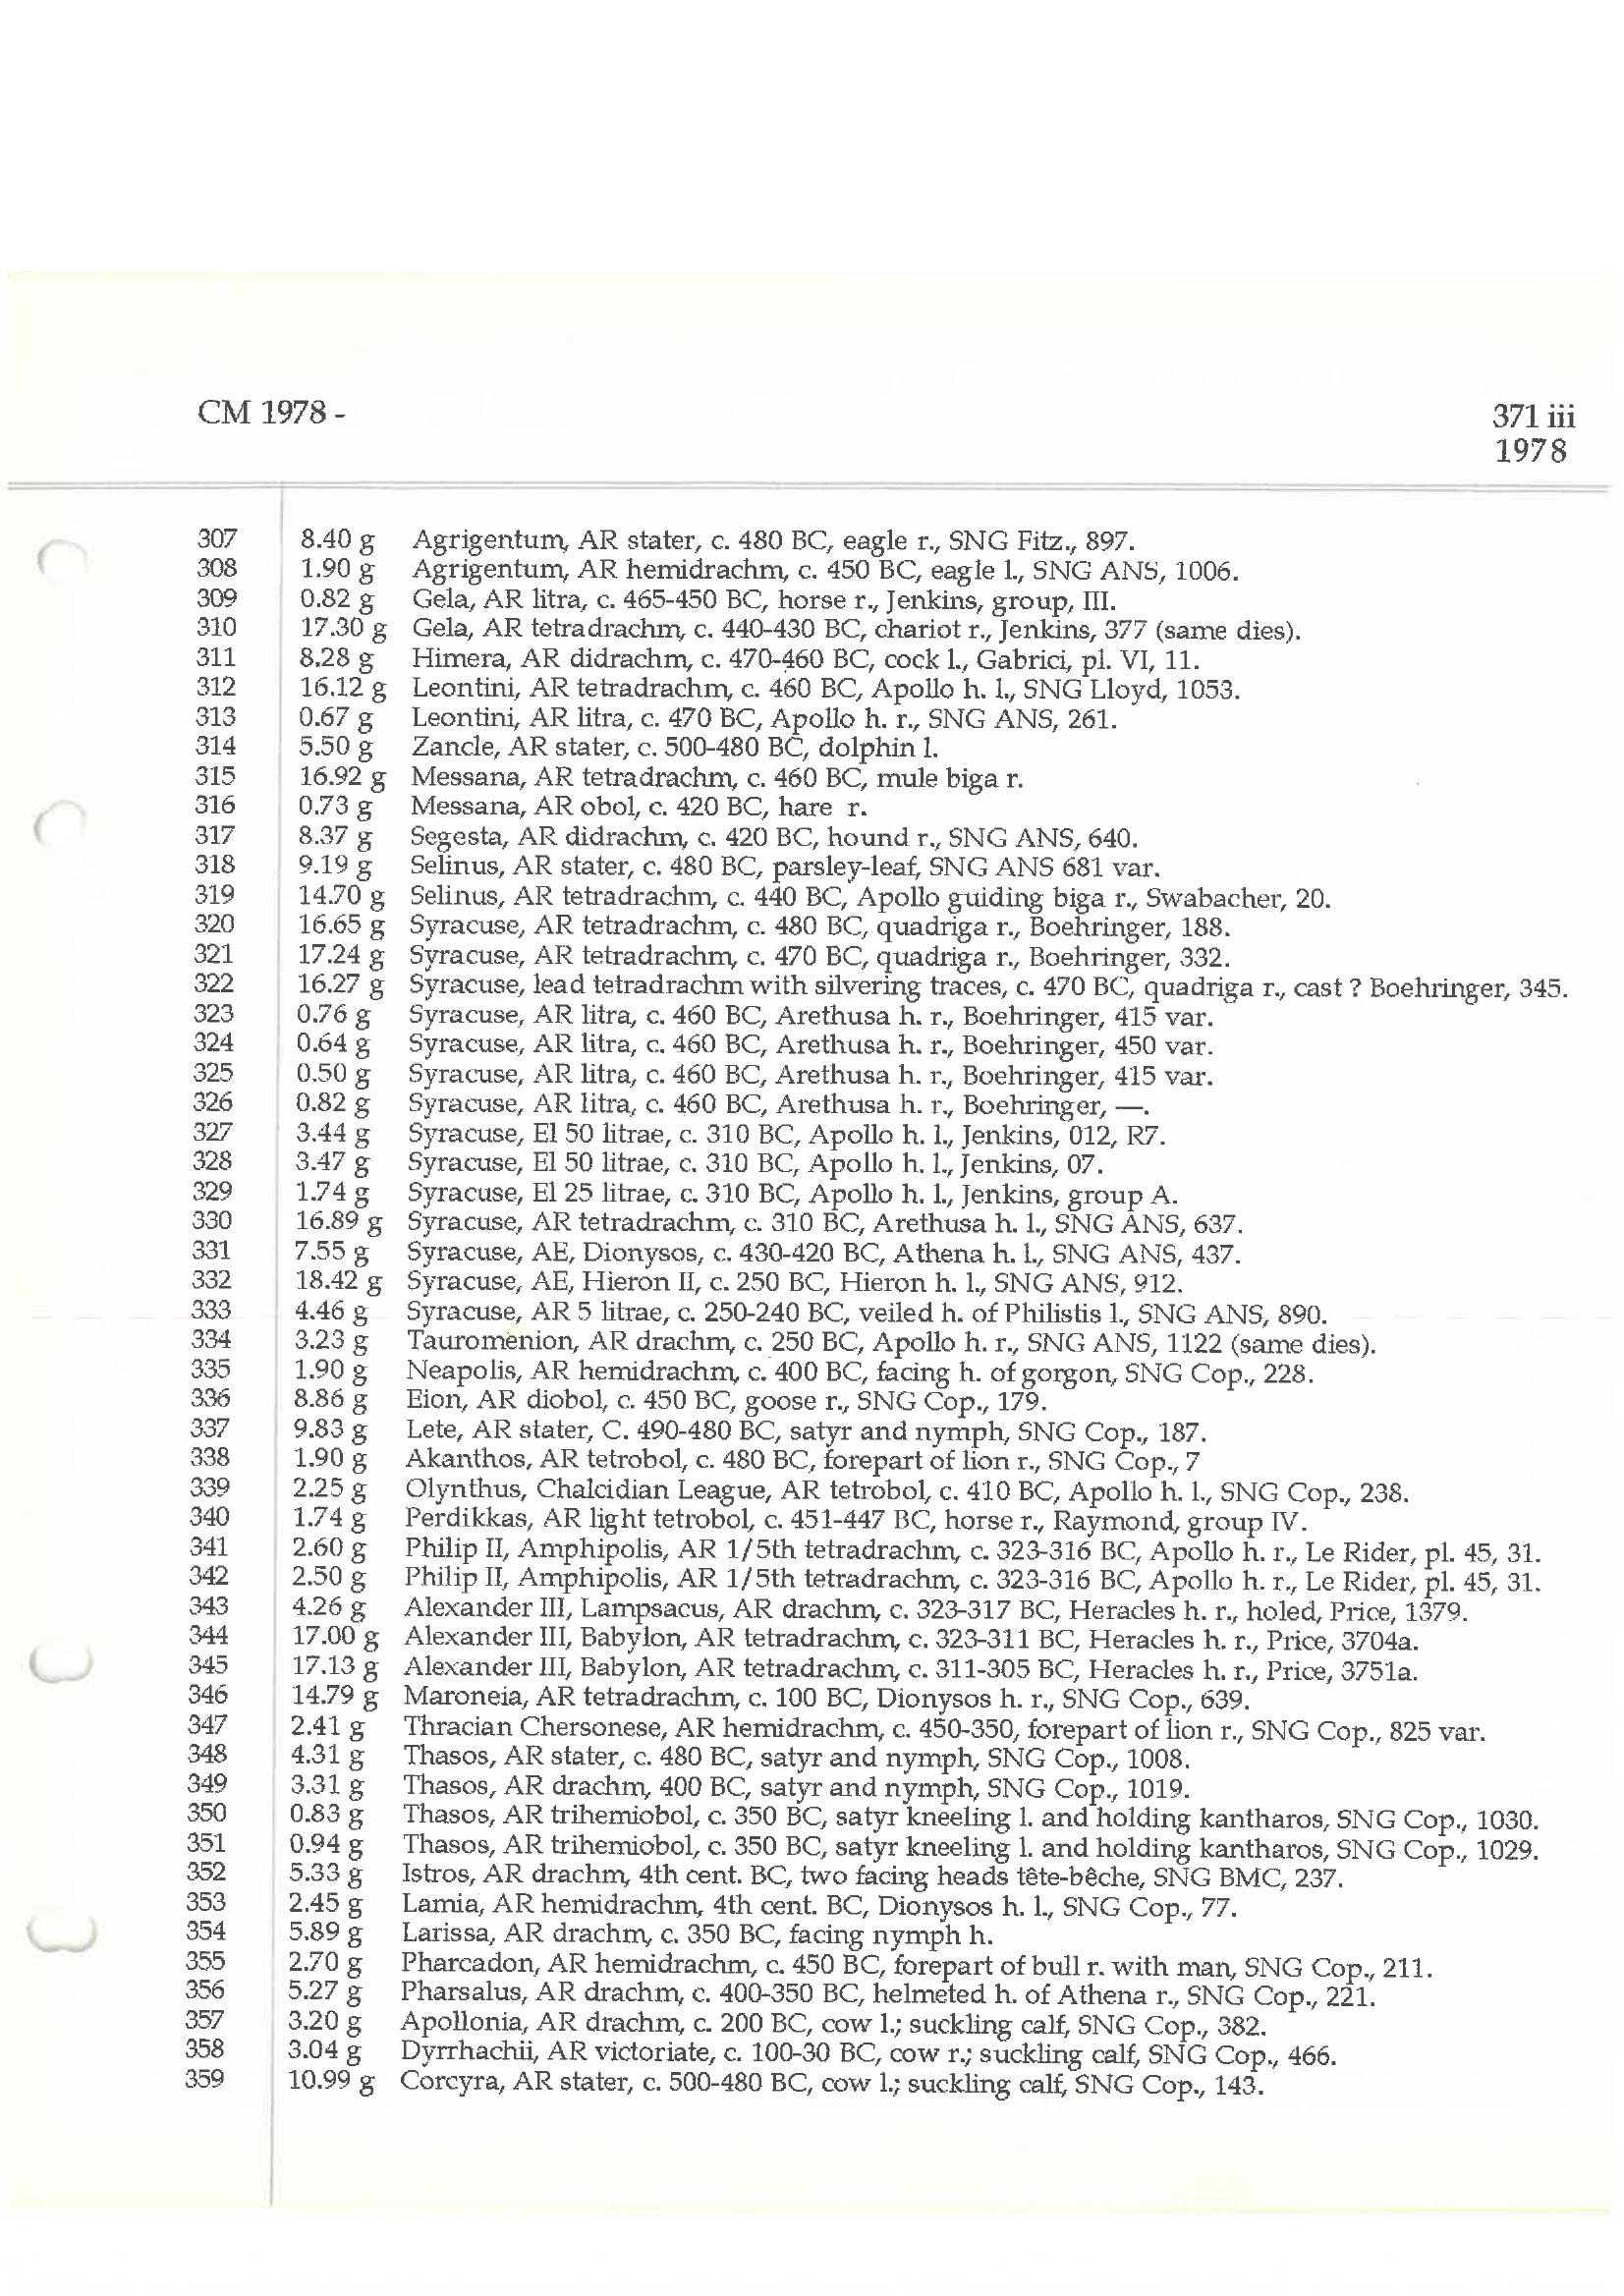 CM 1978 -
371 iii
1978
307 8.40 g Agrigentum, AR stater, c. 480 BC, eagle r., SNG Fitz., 897.
308 1.90 g Agrigentum, AR hemidrachm, c. 450 BC, eagle l., SNG ANS, 1006.
309 0.82 g Gela, AR litra, c. 465-450 BC, horse r., Jenkins, group, III.
310 17.30 g Gela, AR tetradrachm, c. 440-430 BC, chariot r., Jenkins, 377 (same dies).
311 8.28 g Himera, AR didrachm, c. 470-460 BC, cock l., Gabrici, pl. VI, 11.
312 16.12 g Leontini, AR tetradrachm, c. 460 BC, Apollo h. l., SNG Lloyd, 1053.
313 0.67 g Leontini, AR litra, c. 470 BC, Apollo h. r., SNG ANS, 261.
314 5.50 g Zancle, AR stater, c. 500-480 BC, dolphin l.
315 16.92 g Messana, AR tetradrachm, c. 460 BC, mule biga r.
316 0.73 g Messana, AR obol, c. 420 BC, hare r.
317 8.37 g Segesta, AR didrachm, c. 420 BC, hound r., SNG ANS, 640.
318 9.19 g Selinus, AR stater, c. 480 BC, parsley-leaf, SNG ANS 681 var.
319 14.70 g Selinus, AR tetradrachm, c. 440 BC, Apollo guiding biga r., Swabacher, 20.
320 16.65 g Syracuse, AR tetradrachm, c. 480 BC, quadriga r., Boehringer, 188.
321 17.24 g Syracuse, AR tetradrachm, c. 470 BC, quadriga r., Boehringer, 332.
322 16.27 g Syracuse, lead tetradrachm with silvering traces, c. 470 BC, quadriga r., cast ? Boehringer, 345.
323 0.76 g Syracuse, AR litra, c. 460 BC, Arethusa h. r., Boehringer, 415 var.
324 0.64 g Syracuse, AR litra, c. 460 BC, Arethusa h. r., Boehringer, 450 var.
325 0.50 g Syracuse, AR litra, c. 460 BC, Arethusa h. r., Boehringer, 415 var.
326 0.82 g Syracuse, AR litra, c. 460 BC, Arethusa h. r., Boehringer, —.
327 3.44 g Syracuse, El 50 litrae, c. 310 BC, Apollo h. l., Jenkins, 012, R7.
328 3.47 g Syracuse, El 50 litrae, c. 310 BC, Apollo h. l., Jenkins, 07.
329 1.74 g Syracuse, El 25 litrae, c. 310 BC, Apollo h. l., Jenkins, group A.
330 16.89 g Syracuse, AR tetradrachm, c. 310 BC, Arethusa h. l., SNG ANS, 637.
331 7.55 g Syracuse, AE, Dionysos, c. 430-420 BC, Athena h. l., SNG ANS, 437.
332 18.42 g Syracuse, AE, Hieron II, c. 250 BC, Hieron h. l., SNG ANS, 912.
333 4.46 g Syracuse, AR 5 litrae, c. 250-240 BC, veiled h. of Philistis l., SNG ANS, 890.
334 3.23 g Tauromenion, AR drachm, c. 250 BC, Apollo h. r., SNG ANS, 1122 (same dies).
335 1.90 g Neapolis, AR hemidrachm, c. 400 BC, facing h. of gorgon, SNG Cop., 228.
336 8.86 g Eion, AR diobol, c. 450 BC, goose r., SNG Cop., 179.
337 9.83 g Lete, AR stater, C. 490-480 BC, satyr and nymph, SNG Cop., 187.
338 1.90 g Akanthos, AR tetrobol, c. 480 BC, forepart of lion r., SNG Cop., 7
339 2.25 g Olynthus, Chalcidian League, AR tetrobol, c. 410 BC, Apollo h. l., SNG Cop., 238.
340 1.74 g Perdikkas, AR light tetrobol, c. 451-447 BC, horse r., Raymond, group IV.
341 2.60 g Philip II, Amphipolis, AR 1/5th tetradrachm, c. 323-316 BC, Apollo h. r., Le Rider, pl. 45, 31.
342 2.50 g Philip II, Amphipolis, AR 1/5th tetradrachm, c. 323-316 BC, Apollo h. r., Le Rider, pl. 45, 31.
343 4.26 g Alexander III, Lampsacus, AR drachm, c. 323-317 BC, Heracles h. r., holed, Price, 1379.
344 17.00 g Alexander III, Babylon, AR tetradrachm, c. 323-311 BC, Heracles h. r., Price, 3704a.
345 17.13 g Alexander III, Babylon, AR tetradrachm, c. 311-305 BC, Heracles h. r., Price, 3751a.
346 14.79 g Maroneia, AR tetradrachm, c. 100 BC, Dionysos h. r., SNG Cop., 639.
347 2.41 g Thracian Chersonese, AR hemidrachm, c. 450-350, forepart of lion r., SNG Cop., 825 var.
348 4.31 g Thasos, AR stater, c. 480 BC, satyr and nymph, SNG Cop., 1008.
349 3.31 g Thasos, AR drachm, 400 BC, satyr and nymph, SNG Cop., 1019.
350 0.83 g Thasos, AR trihemiobol, c. 350 BC, satyr kneeling l. and holding kantharos, SNG Cop., 1030.
351 0.94 g Thasos, AR trihemiobol, c. 350 BC, satyr kneeling l. and holding kantharos, SNG Cop., 1029.
352 5.33 g Istros, AR drachm, 4th cent. BC, two facing heads tête-bêche, SNG BMC, 237.
353 2.45 g Lamia, AR hemidrachm, 4th cent. BC, Dionysos h. l., SNG Cop., 77.
354 5.89 g Larissa, AR drachm, c. 350 BC, facing nymph h.
355 2.70 g Pharcadon, AR hemidrachm, c. 450 BC, forepart of bull r. with man, SNG Cop., 211.
356 5.27 g Pharsalus, AR drachm, c. 400-350 BC, helmeted h. of Athena r., SNG Cop., 221.
357 3.20 g Apollonia, AR drachm, c. 200 BC, cow l.; suckling calf, SNG Cop., 382.
358 3.04 g Dyrrhachii, AR victoriate, c. 100-30 BC, cow r.; suckling calf, SNG Cop., 466.
359 10.99 g Corcyra, AR stater, c. 500-480 BC, cow l.; suckling calf, SNG Cop., 143.